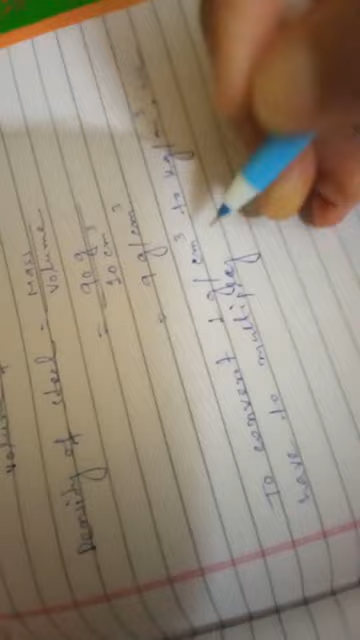 Density of steel = Mass
Volume
= 90 g
10 cm³
= 9 g/cm³
To convert 1 g/cm³ to kg/m³,
have to multiply